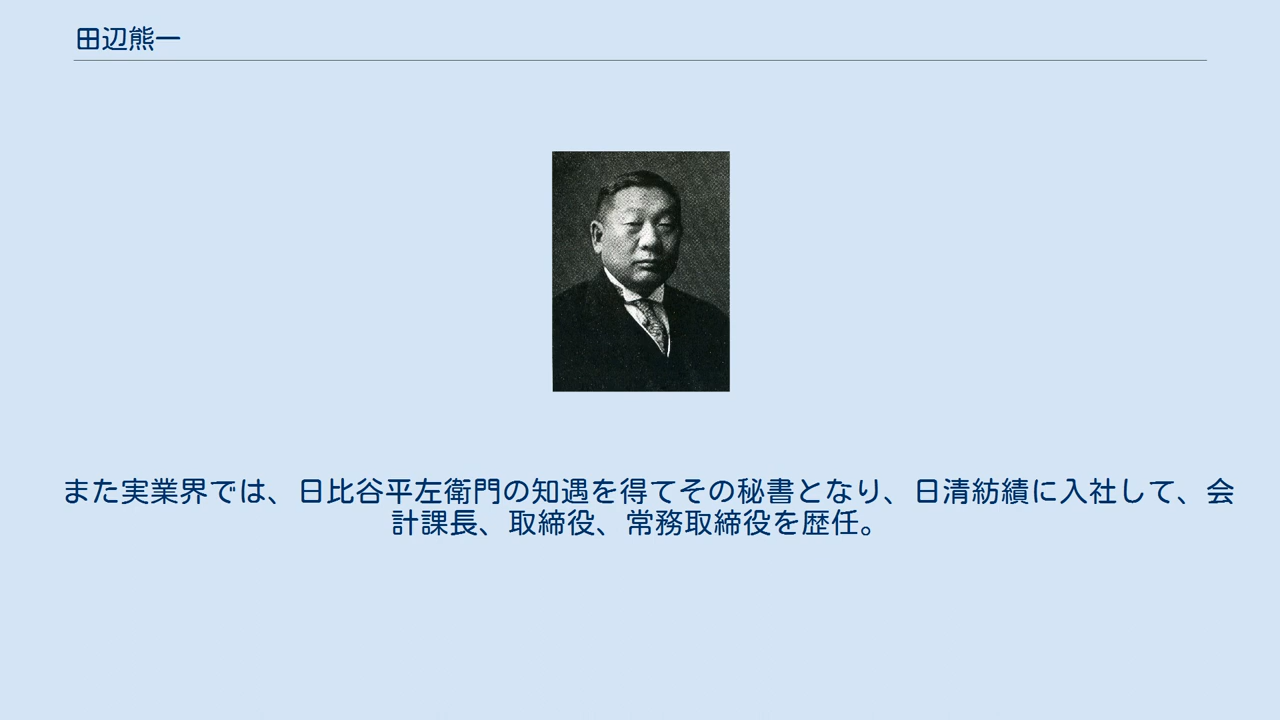 田辺熊一
また実業界では、日比谷平左衛門の知遇を得てその秘書となり、日清紡績に入社して、会
計課長、取締役、常務取締役を歴任。